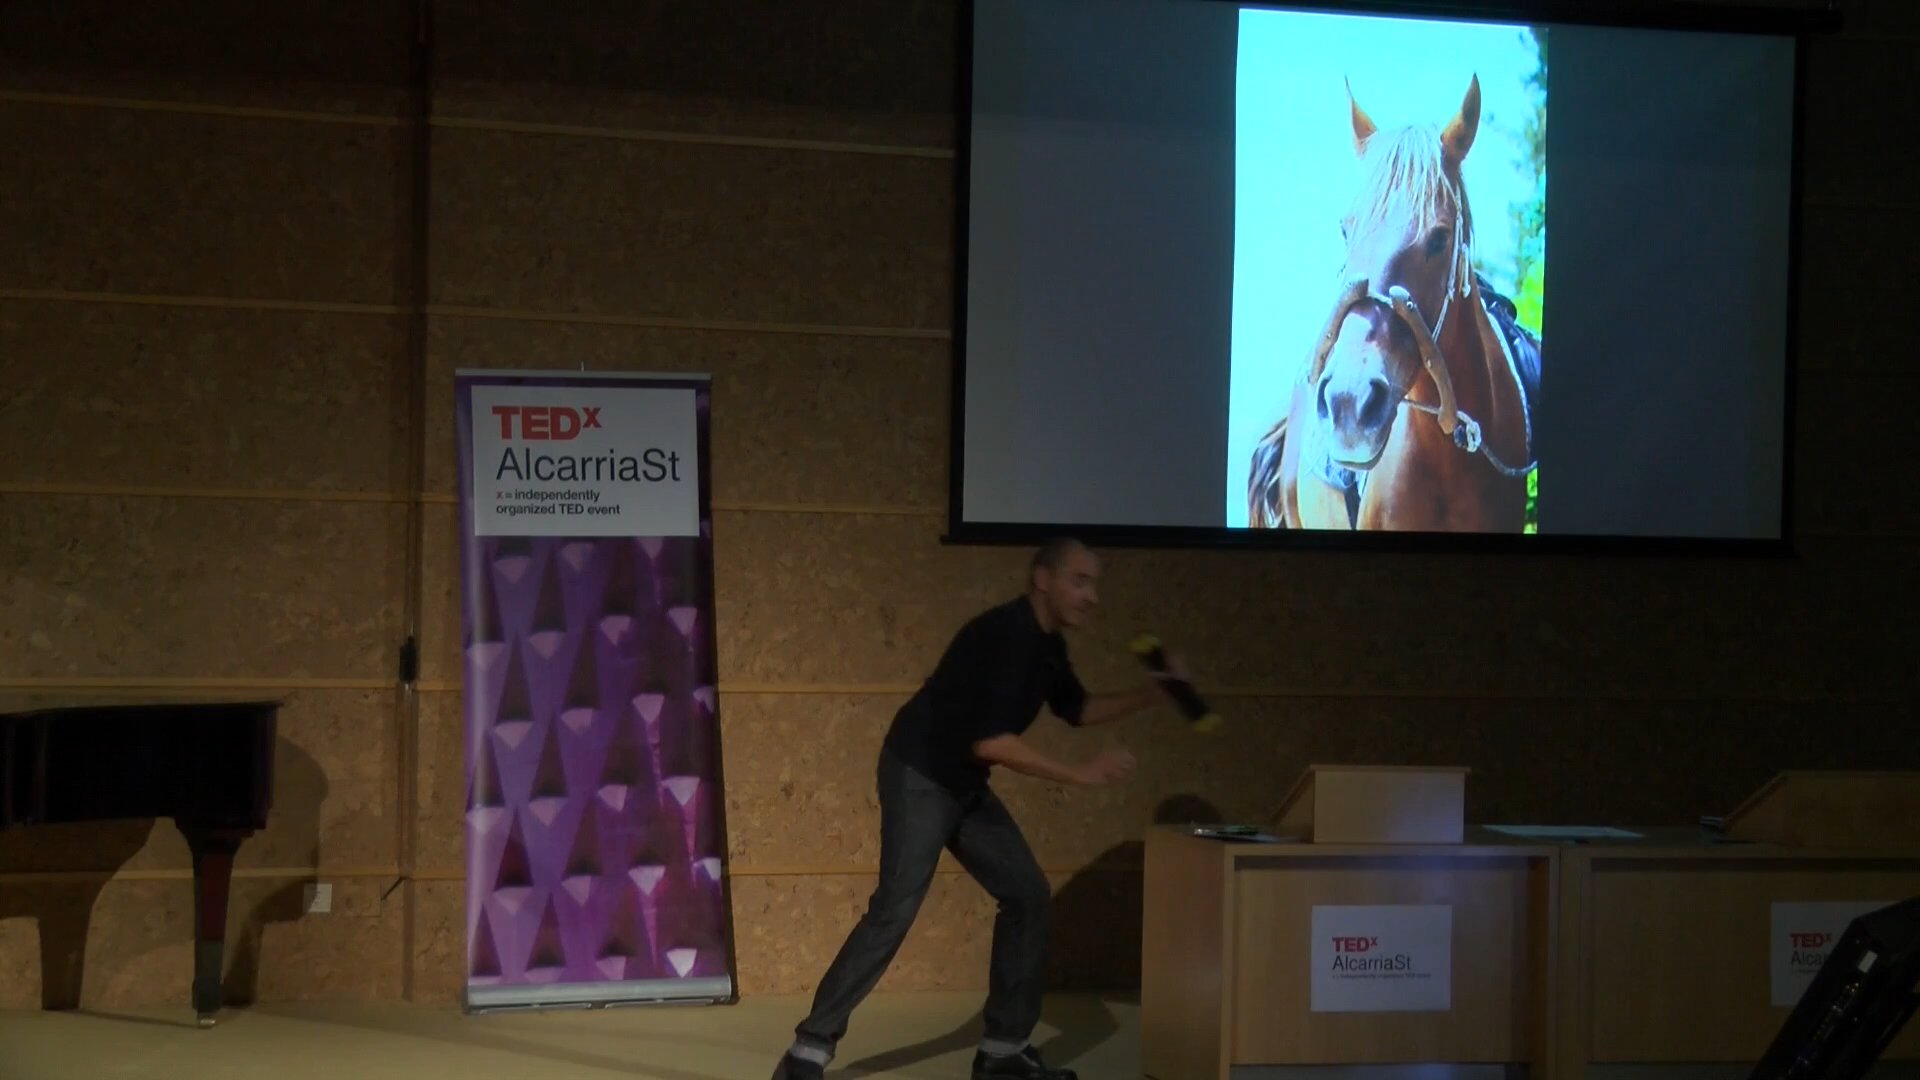 TEDx
AlcarriaSt
x = independently
organized TED event
TEDx
AlcarriaSt
TEDx